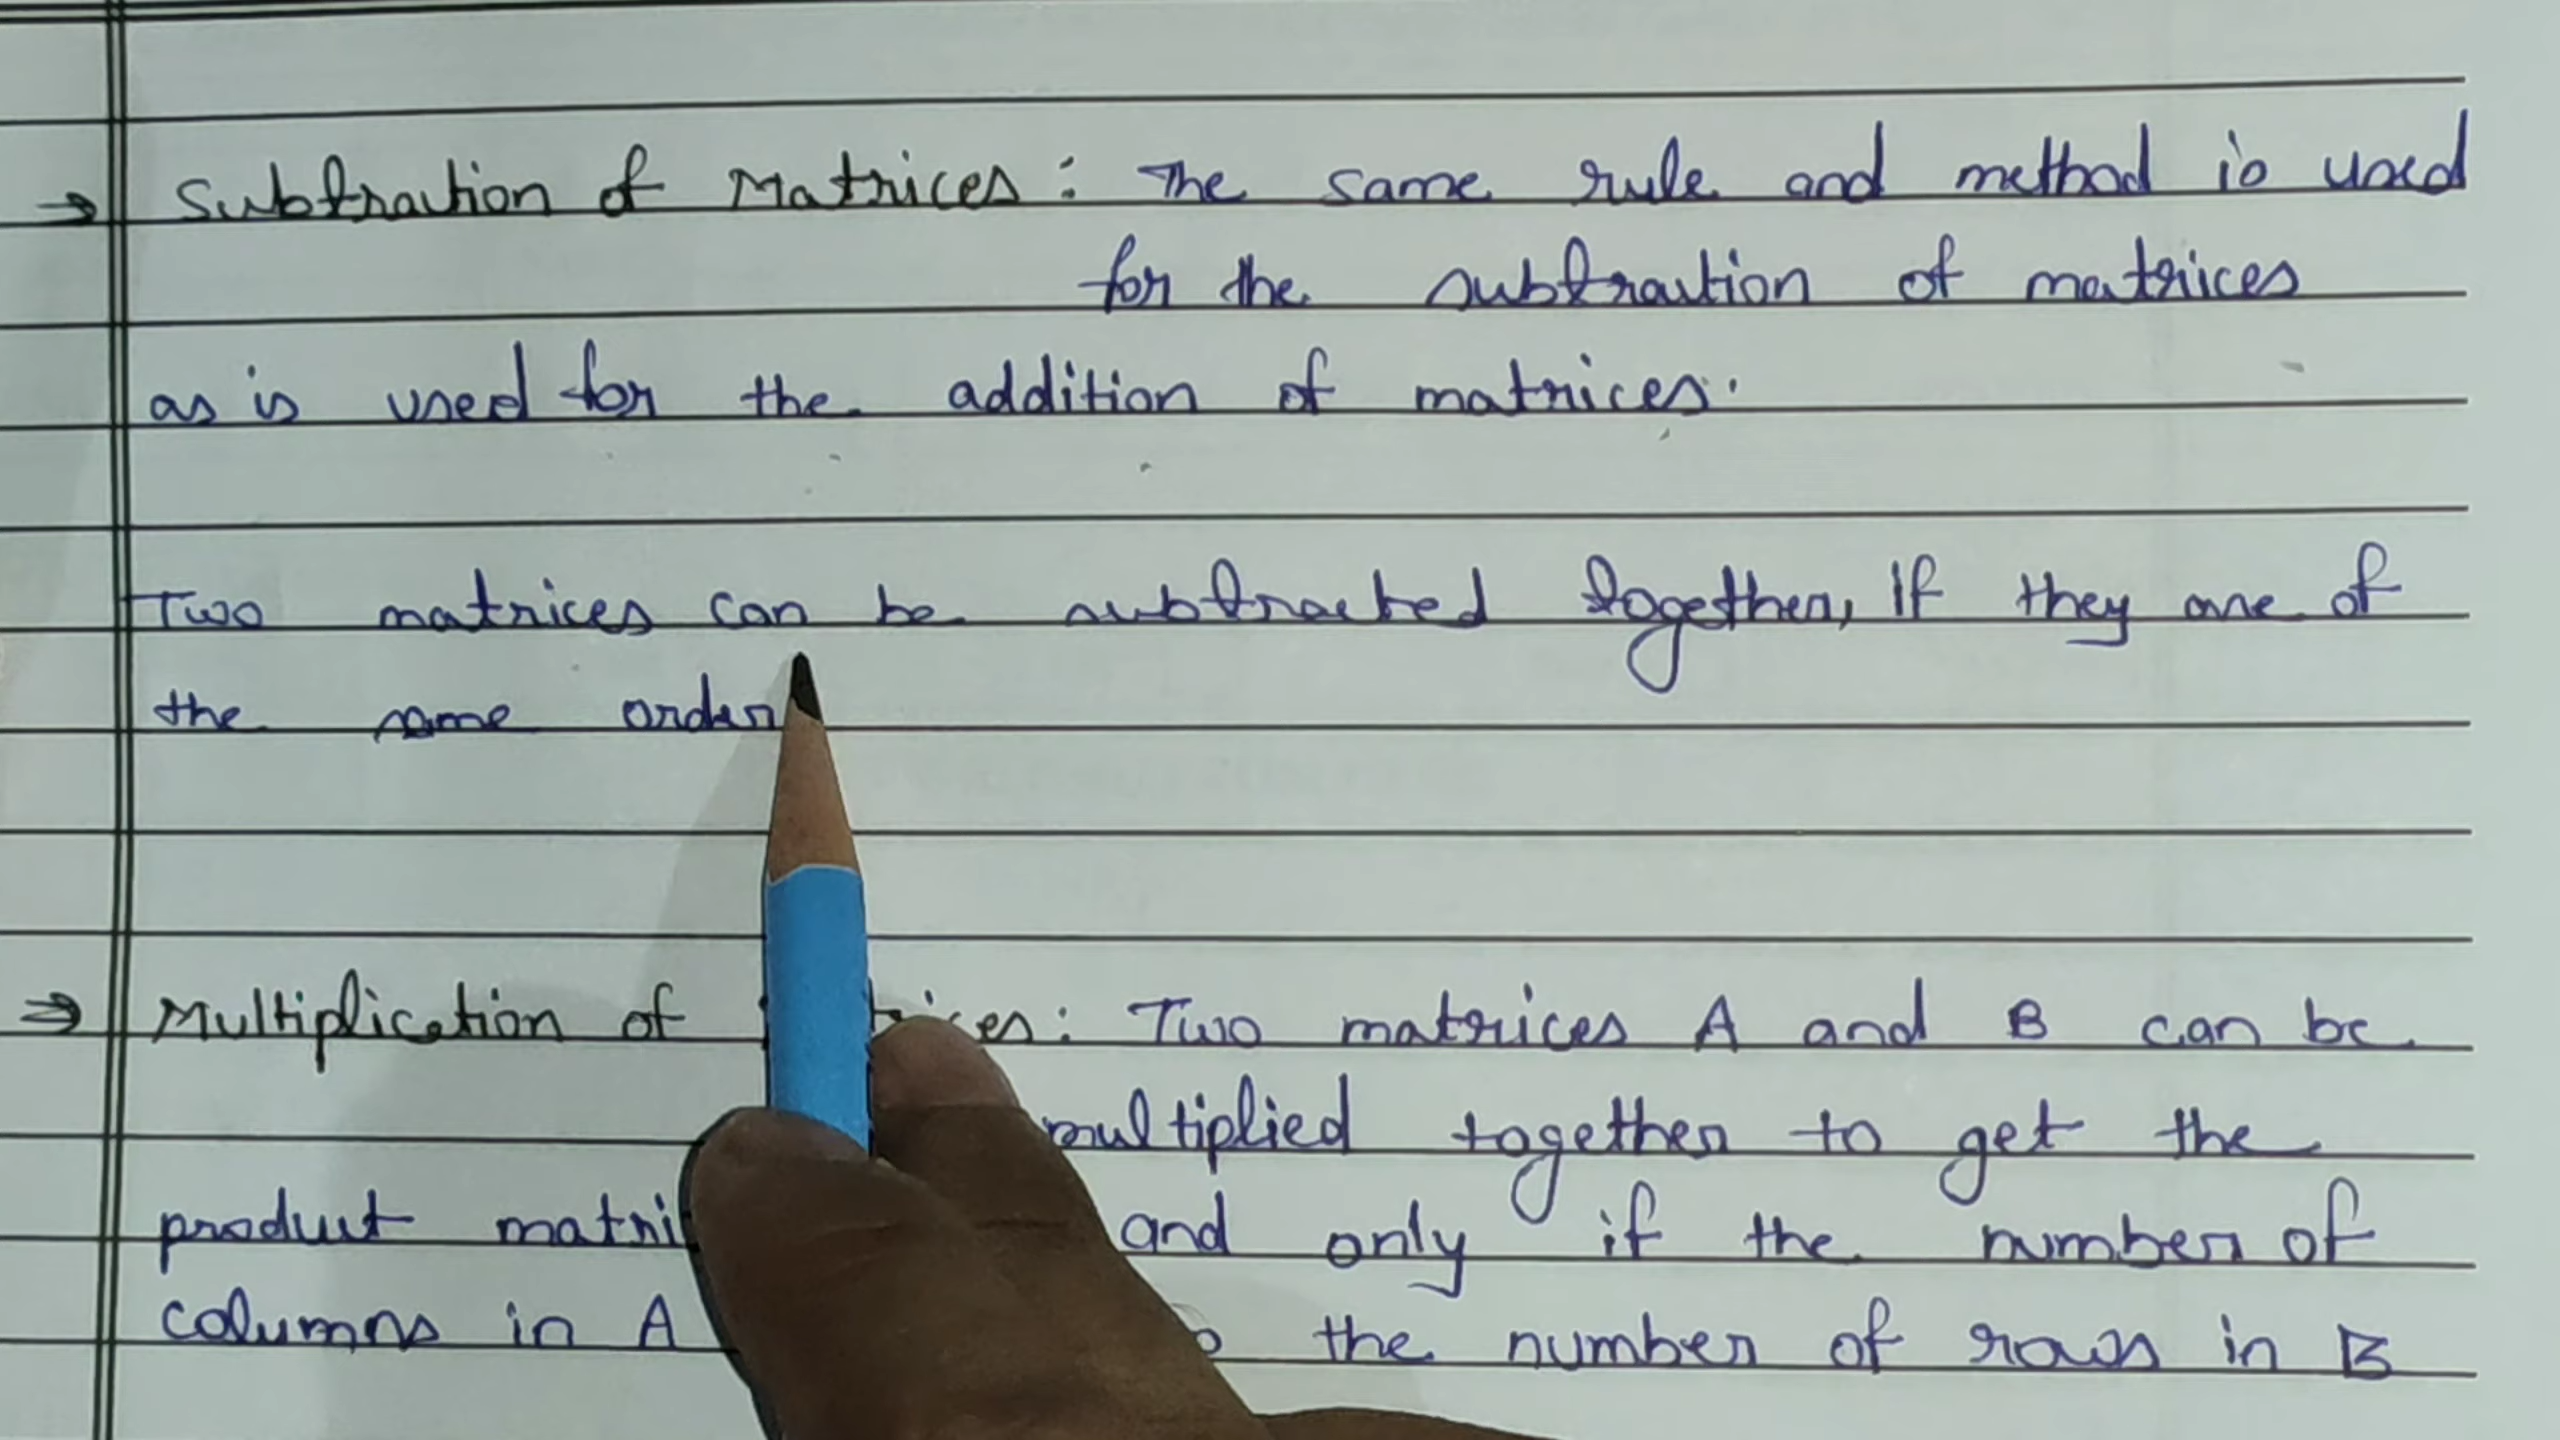 → Subtraction of Matrices: The same rule and method is used
for the subtraction of matrices
as is used for the addition of matrices.
Two matrices can be subtracted together, If they are of
the same order
⇒ Multiplication of Two matrices A and B can be
multiplied together to get the
product and only if the number of
columns in A the number of rows in B